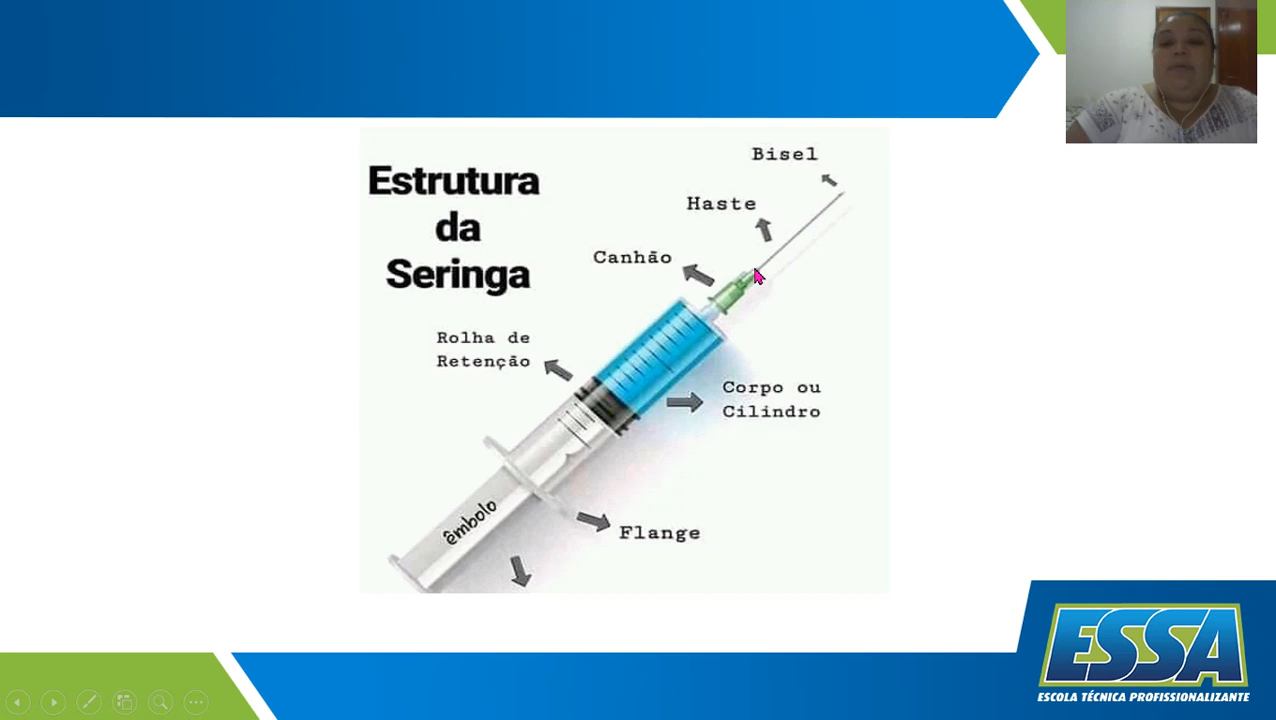 Estrutura
da
Seringa
Bisel
Haste
Canhão
Rolha de
Retenção
Corpo ou
Cilindro
êmbolo
Flange
ESSA
ESCOLA TÉCNICA PROFISSIONALIZANTE